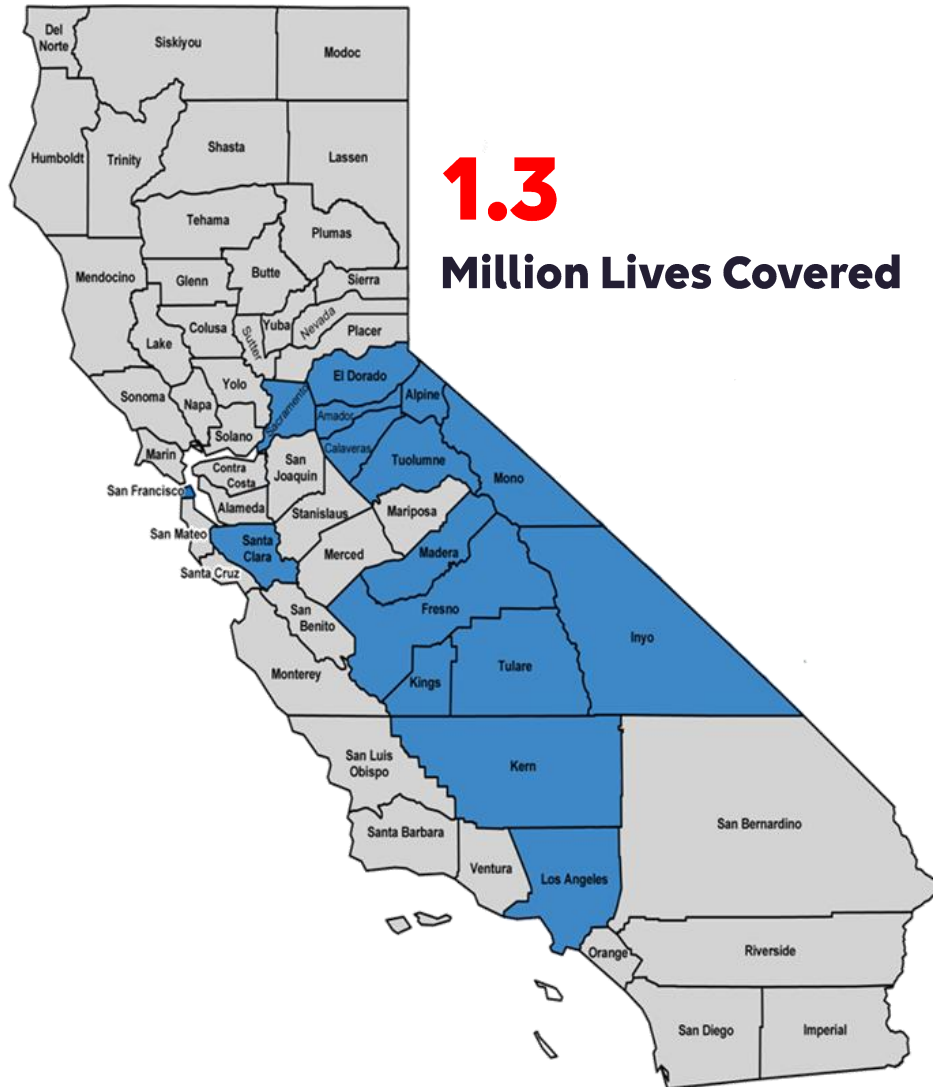 Del
Norte
Siskiyou
Modoc
Humboldt
Trinity
Shasta
Lassen
1.3
Million Lives Covered
Tehama
Plumas
Mendocino
Glenn
Butte
Sierra
Lake
Colusa
Sutter
Yuba
Nevada
Placer
Sonoma
Napa
Yolo
Sacramento
El Dorado
Alpine
Amador
Solano
Marin
Calaveras
Contra
Costa
San
Joaquin
Tuolumne
Mono
San Francisco
Alameda
Stanislaus
Mariposa
San Mateo
Santa
Clara
Merced
Madera
Santa Cruz
San
Benito
Fresno
Inyo
Monterey
Kings
Tulare
San Luis
Obispo
Kern
Santa Barbara
San Bernardino
Ventura
Los Angeles
Orange
Riverside
San Diego
Imperial